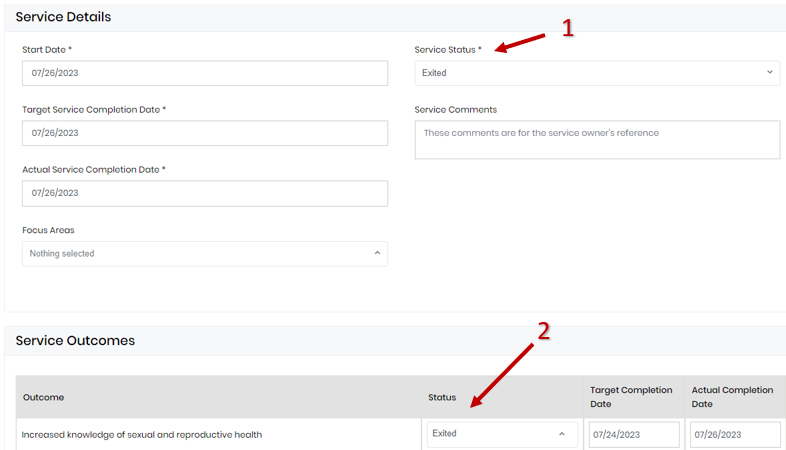 Service Details
1
Start Date *
Service Status *
07/26/2023
Exited
Target Service Completion Date *
Service Comments
07/26/2023
These comments are for the service owner's reference
Actual Service Completion Date *
07/26/2023
Focus Areas
Nothing selected
2
Service Outcomes
Outcome
Status
Target Completion
Date
Actual Completion
Date
Increased knowledge of sexual and reproductive health
Exited
07/24/2023
07/26/2023